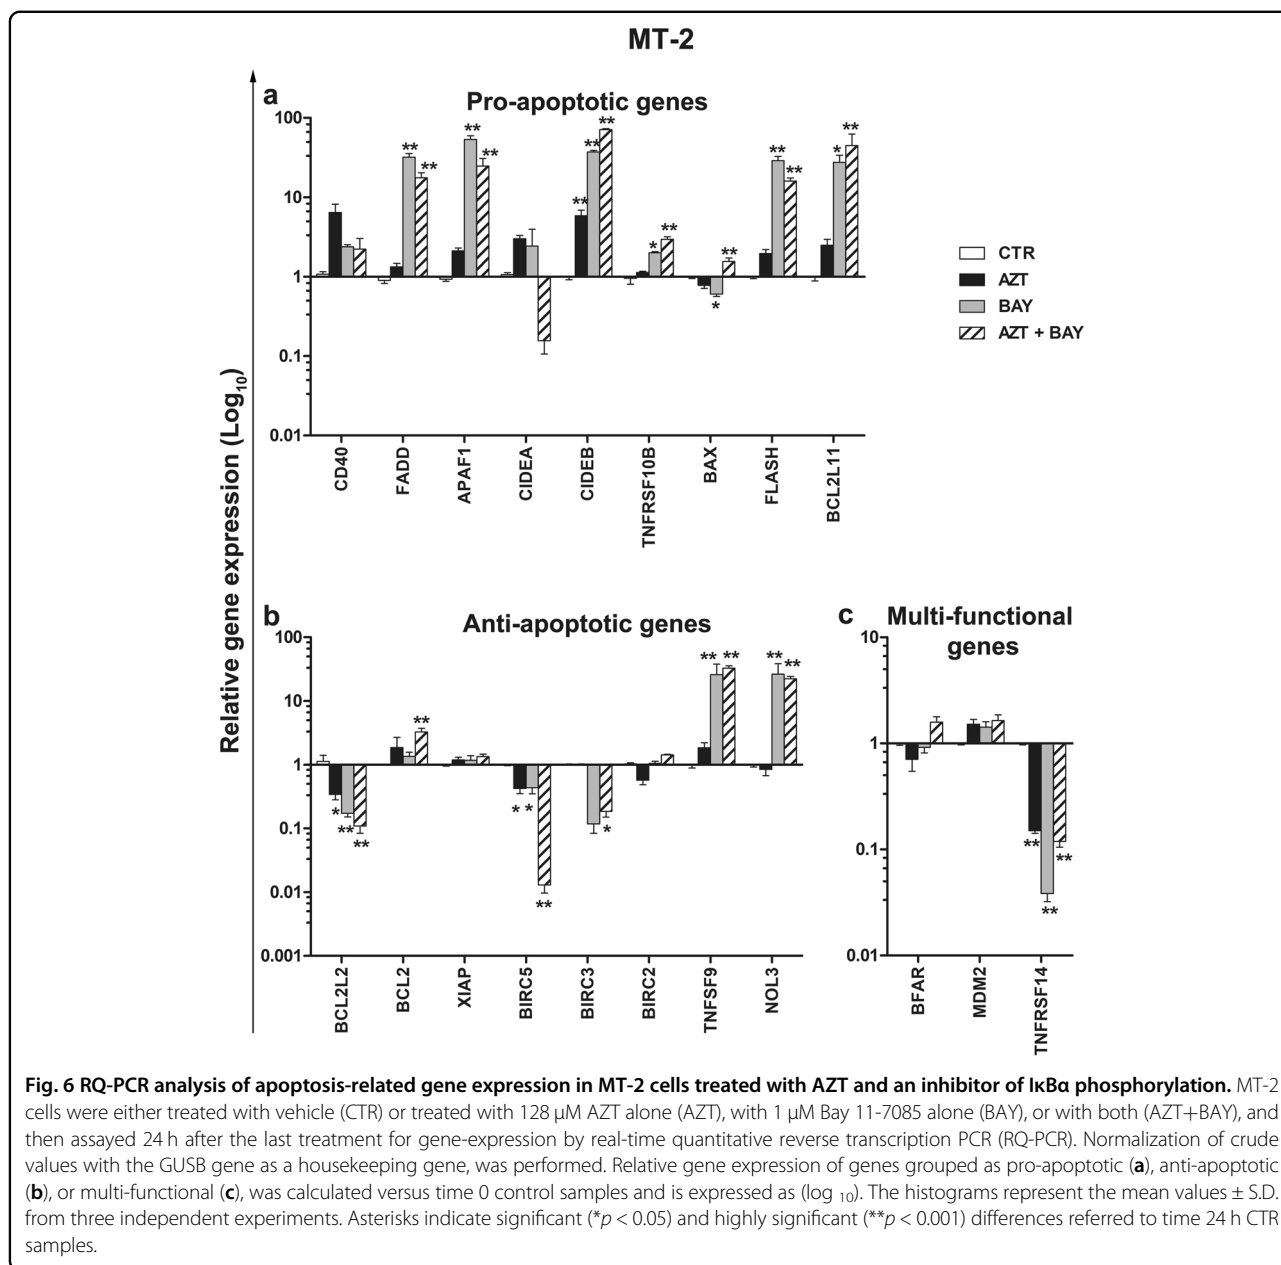 MT-2
Relative gene expression (Log10)
a
Pro-apoptotic genes
100
10
1
0.1
0.01
** ** ** ** ** ** ** * ** * ** ** ** * **
CD40
FADD
APAF1
CIDEA
CIDEB
TNFRSF10B
BAX
FLASH
BCL2L11
CTR
AZT
BAY
AZT + BAY
b
Anti-apoptotic genes
100
10
1
0.1
0.01
0.001
* ** ** ** * * ** * ** ** ** **
BCL2L2
BCL2
XIAP
BIRC5
BIRC3
BIRC2
TNFSF9
NOL3
c
Multi-functional
genes
10
1
0.1
0.01
** ** **
BFAR
MDM2
TNFRSF14
Fig. 6 RQ-PCR analysis of apoptosis-related gene expression in MT-2 cells treated with AZT and an inhibitor of IκBα phosphorylation. MT-2
cells were either treated with vehicle (CTR) or treated with 128 μM AZT alone (AZT), with 1 μM Bay 11-7085 alone (BAY), or with both (AZT+BAY), and
then assayed 24 h after the last treatment for gene-expression by real-time quantitative reverse transcription PCR (RQ-PCR). Normalization of crude
values with the GUSB gene as a housekeeping gene, was performed. Relative gene expression of genes grouped as pro-apoptotic (a), anti-apoptotic
(b), or multi-functional (c), was calculated versus time 0 control samples and is expressed as (log 10). The histograms represent the mean values ± S.D.
from three independent experiments. Asterisks indicate significant (*p < 0.05) and highly significant (**p < 0.001) differences referred to time 24 h CTR
samples.